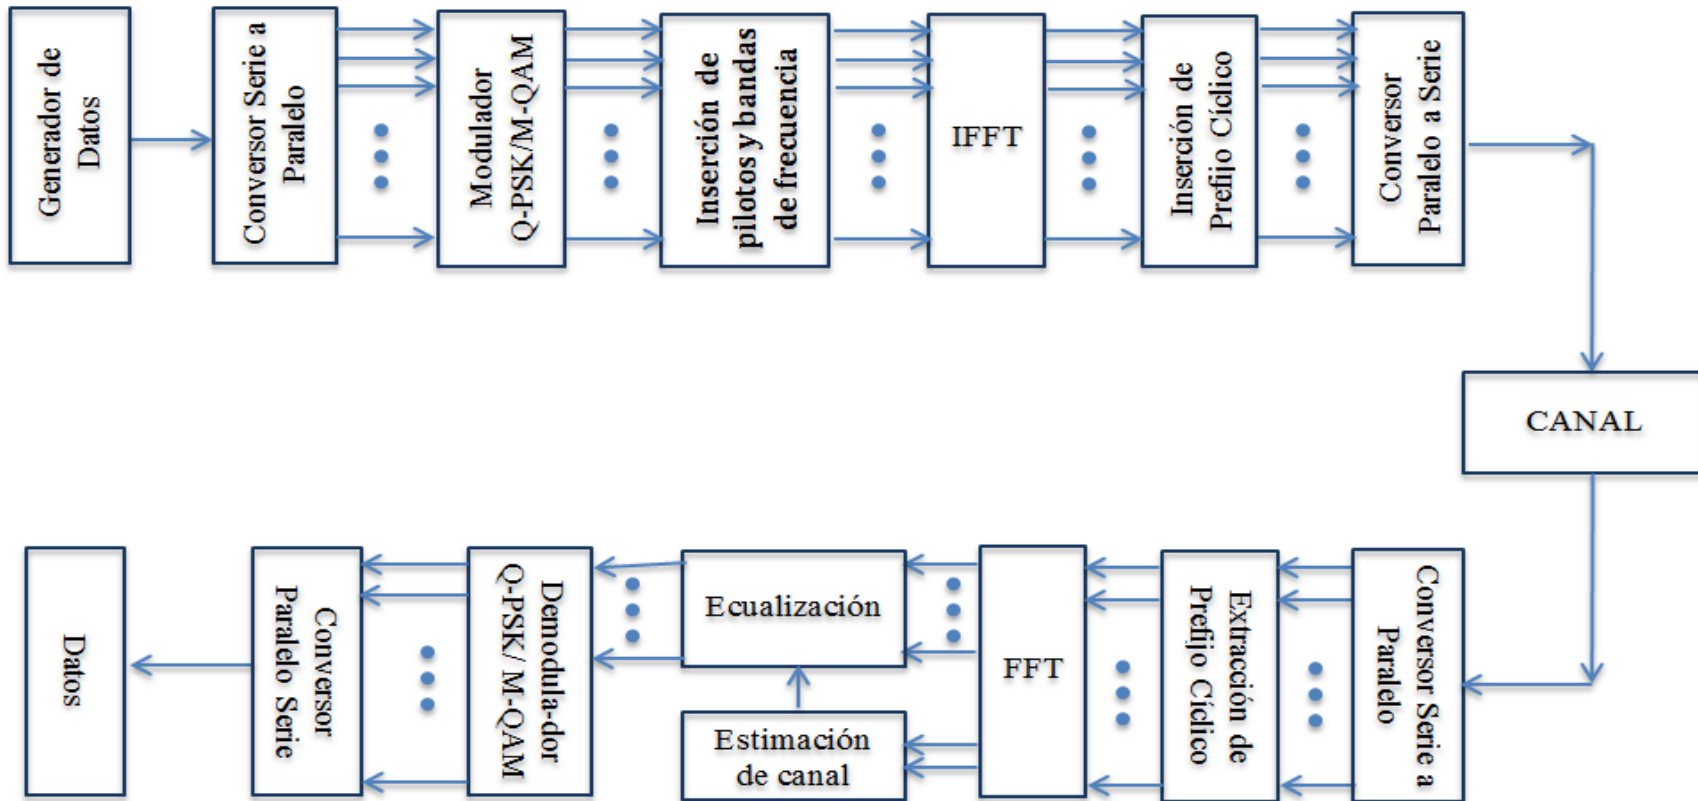 Generador de
Datos
Conversor Serie a
Paralelo
Modulador
Q-PSK/M-QAM
Inserción de
pilotos y bandas
de frecuencia
IFFT
Inserción de
Prefijo Cíclico
Conversor
Paralelo a Serie
CANAL
Conversor Serie a
Paralelo
Extracción de
Prefijo Cíclico
FFT
Ecualización
Estimación
de canal
Demodula-dor
Q-PSK/ M-QAM
Conversor
Paralelo Serie
Datos